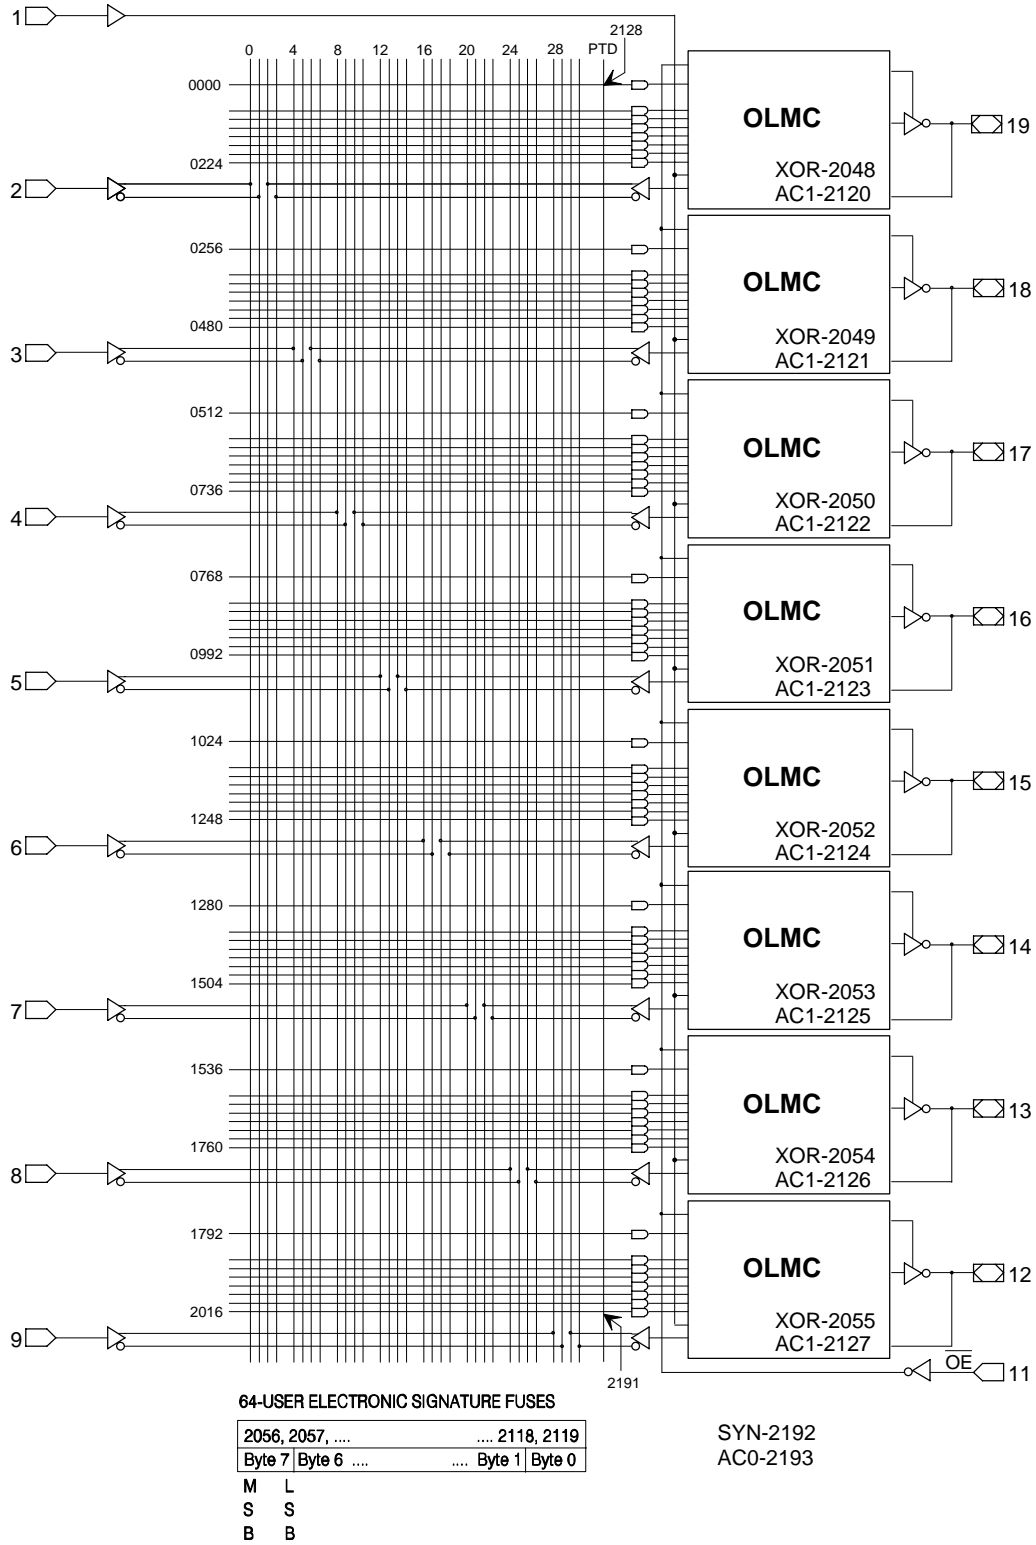 1
2128
0 4 8 12 16 20 24 28 PTD
0000
OLMC
19
0224
XOR-2048
AC1-2120
2
0256
OLMC
18
0480
XOR-2049
AC1-2121
3
0512
OLMC
17
0736
XOR-2050
AC1-2122
4
0768
OLMC
16
0992
XOR-2051
AC1-2123
5
1024
OLMC
15
1248
XOR-2052
AC1-2124
6
1280
OLMC
14
1504
XOR-2053
AC1-2125
7
1536
OLMC
13
1760
XOR-2054
AC1-2126
8
1792
OLMC
12
2016
XOR-2055
AC1-2127
9
OE
11
2191
64-USER ELECTRONIC SIGNATURE FUSES
2056, 2057, .... .... 2118, 2119
Byte 7 Byte 6 .... .... Byte 1 Byte 0
M L
S S
B B
SYN-2192
AC0-2193